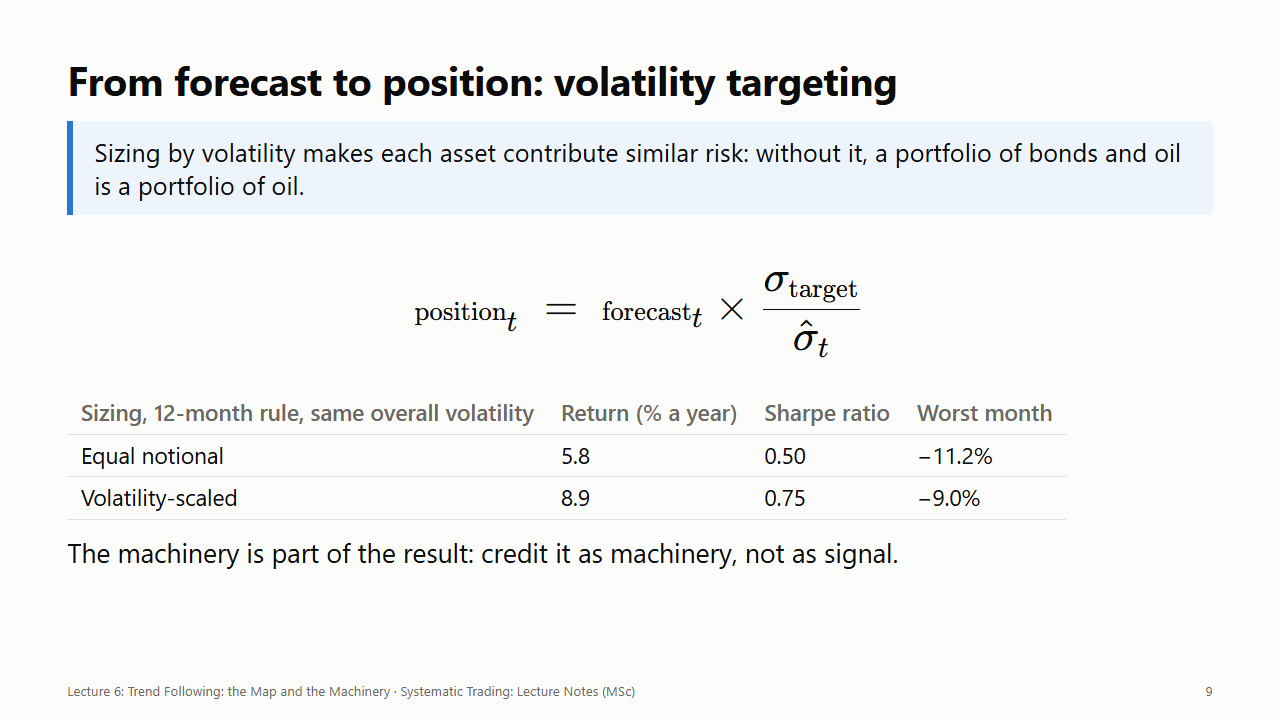 From forecast to position: volatility targeting
Sizing by volatility makes each asset contribute similar risk: without it, a portfolio of bonds and oil
is a portfolio of oil.
position_t = forecast_t × σ_target / σ̂_t
Sizing, 12-month rule, same overall volatility Return (% a year) Sharpe ratio Worst month
Equal notional 5.8 0.50 −11.2%
Volatility-scaled 8.9 0.75 −9.0%
The machinery is part of the result: credit it as machinery, not as signal.
Lecture 6: Trend Following: the Map and the Machinery · Systematic Trading: Lecture Notes (MSc) 9